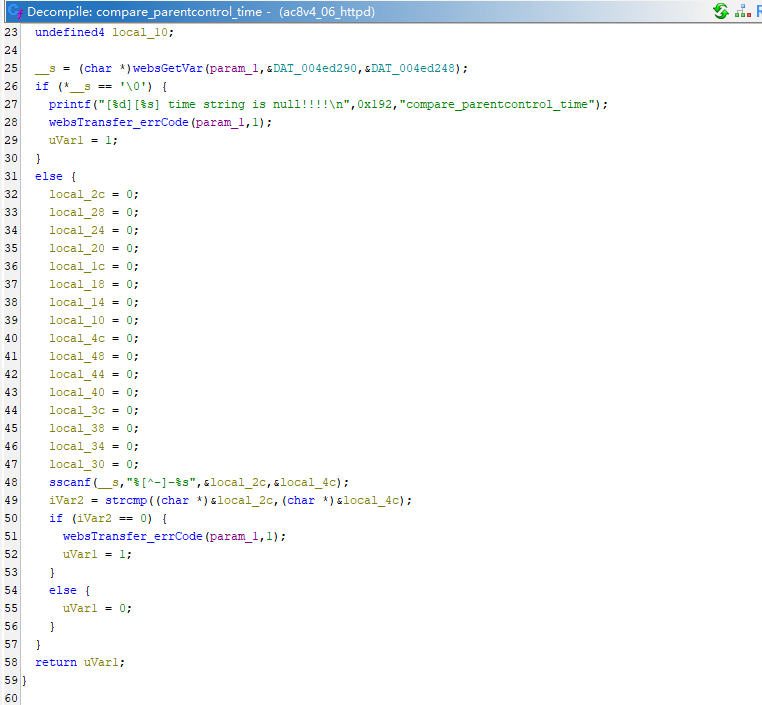 Decompile: compare_parentcontrol_time - (ac8v4_06_httpd)
23 undefined4 local_10;
24
25 __s = (char *)websGetVar(param_1,&DAT_004ed290,&DAT_004ed248);
26 if (*__s == '\0') {
27 printf("[%d][%s] time string is null!!!!\n",0x192,"compare_parentcontrol_time");
28 websTransfer_errCode(param_1,1);
29 uVar1 = 1;
30 }
31 else {
32 local_2c = 0;
33 local_28 = 0;
34 local_24 = 0;
35 local_20 = 0;
36 local_1c = 0;
37 local_18 = 0;
38 local_14 = 0;
39 local_10 = 0;
40 local_4c = 0;
41 local_48 = 0;
42 local_44 = 0;
43 local_40 = 0;
44 local_3c = 0;
45 local_38 = 0;
46 local_34 = 0;
47 local_30 = 0;
48 sscanf(__s,"%[^-]-%s",&local_2c,&local_4c);
49 iVar2 = strcmp((char *)&local_2c,(char *)&local_4c);
50 if (iVar2 == 0) {
51 websTransfer_errCode(param_1,1);
52 uVar1 = 1;
53 }
54 else {
55 uVar1 = 0;
56 }
57 }
58 return uVar1;
59 }
60